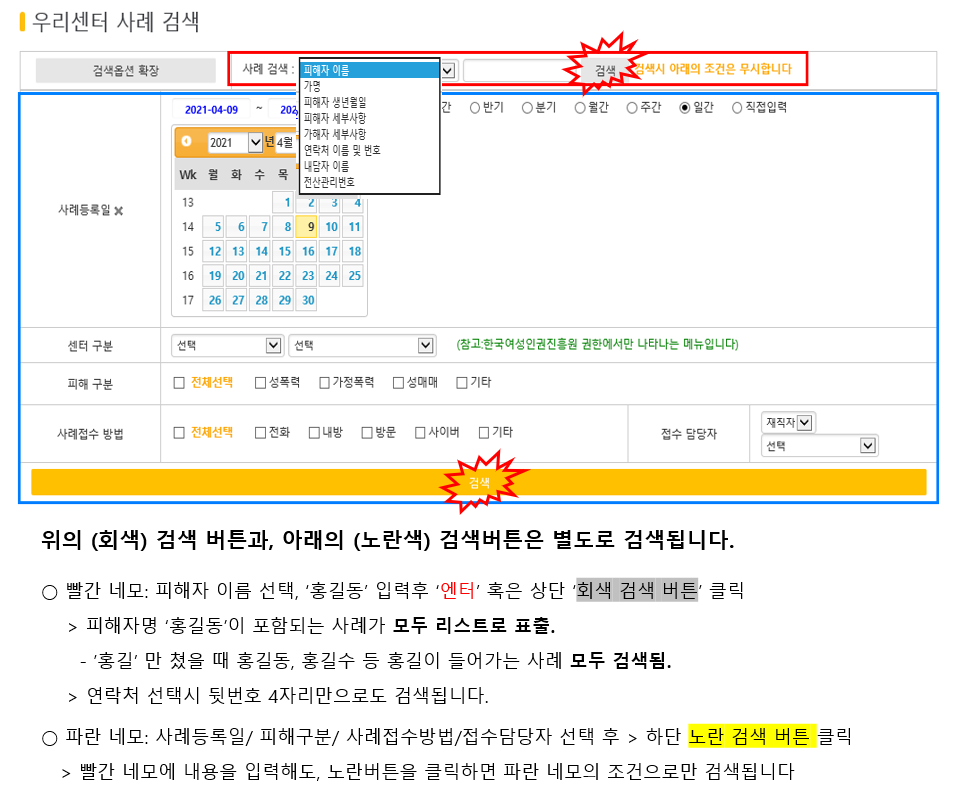 우리센터 사례 검색
검색옵션 확장
사례 검색 :
피해자 이름
검색
검색시 아래의 조건은 무시합니다
가명
피해자 생년월일
피해자 세부사항
가해자 세부사항
연락처 이름 및 번호
내담자 이름
전산관리번호
사례등록일
2021-04-09 ~ 202
간 반기 분기 월간 주간 일간 직접입력
2021 년 4월
Wk 월 화 수 목
13 1 2 3 4
14 5 6 7 8 9 10 11
15 12 13 14 15 16 17 18
16 19 20 21 22 23 24 25
17 26 27 28 29 30
센터 구분 선택 선택 (참고:한국여성인권진흥원 권한에서만 나타나는 메뉴입니다)
피해 구분 전체선택 성폭력 가정폭력 성매매 기타
사례접수 방법 전체선택 전화 내방 방문 사이버 기타 접수 담당자 재직자
선택
검색
위의 (회색) 검색 버튼과, 아래의 (노란색) 검색버튼은 별도로 검색됩니다.
○ 빨간 네모: 피해자 이름 선택, '홍길동' 입력후 '엔터' 혹은 상단 '회색 검색 버튼' 클릭
> 피해자명 '홍길동'이 포함되는 사례가 모두 리스트로 표출.
- '홍길' 만 쳤을 때 홍길동, 홍길수 등 홍길이 들어가는 사례 모두 검색됨.
> 연락처 선택시 뒷번호 4자리만으로도 검색됩니다.
○ 파란 네모: 사례등록일/ 피해구분/ 사례접수방법/접수담당자 선택 후 > 하단 노란 검색 버튼 클릭
> 빨간 네모에 내용을 입력해도, 노란버튼을 클릭하면 파란 네모의 조건으로만 검색됩니다